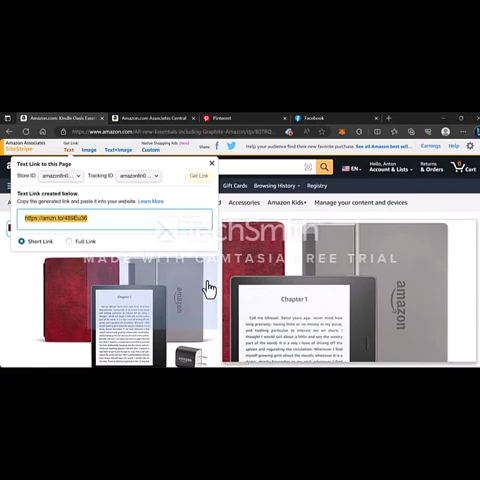 Amazon.com: Kindle Oasis Esse
Amazon.com Associates Central
Pinterest
Facebook
https://www.amazon.com/All-new-Essentials-including-Graphite-Amazon/dp/B07RQ
Amazon Associates
SiteStripe
Get Link:
Text Image Text+Image
Native Shopping Ads (New)
Custom
Share
Help your audience find their new favorite purchase. See all Amazon best sel...
Earnings
Help
Text Link to this Page
Store ID: amazonfin0...
Tracking ID: amazonfin0...
Get Link
Text Link created below.
Copy the generated link and paste it into your website. Learn More
Short Link
Full Link
EN
Hello, Anton
Account & Lists
Returns
& Orders
0
Cart
Gift Cards
Browsing History
Registry
Accessories
Amazon Kids+
Manage your content and devices
TechSmith
MADE WITH CAMTASIA FREE TRIAL
Chapter 1
amazon
Chapter 1
amazon